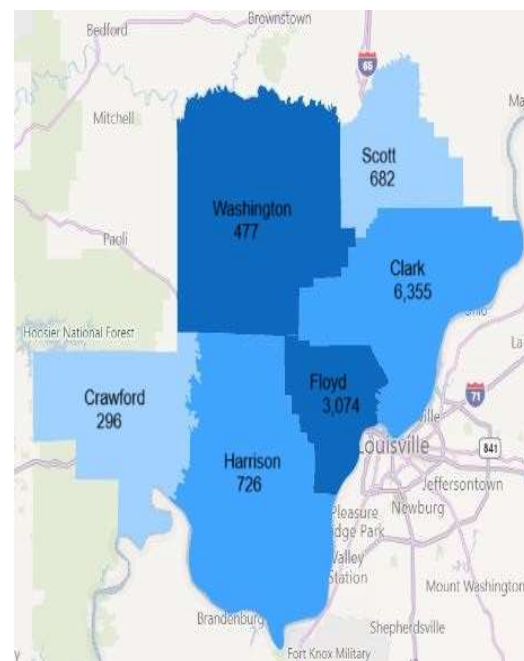 Brownstown
Bedford
65
Mitchell
Scott
682
Washington
477
Paoli
Clark
6,355
Hoosier National Forest
Crawford
296
Floyd
3,074
71
Harrison
726
Louisville
841
Jeffersontown
Newburg
Valley
Station
Mount Washington
Brandenburg
Shepherdsville
Fort Knox Military